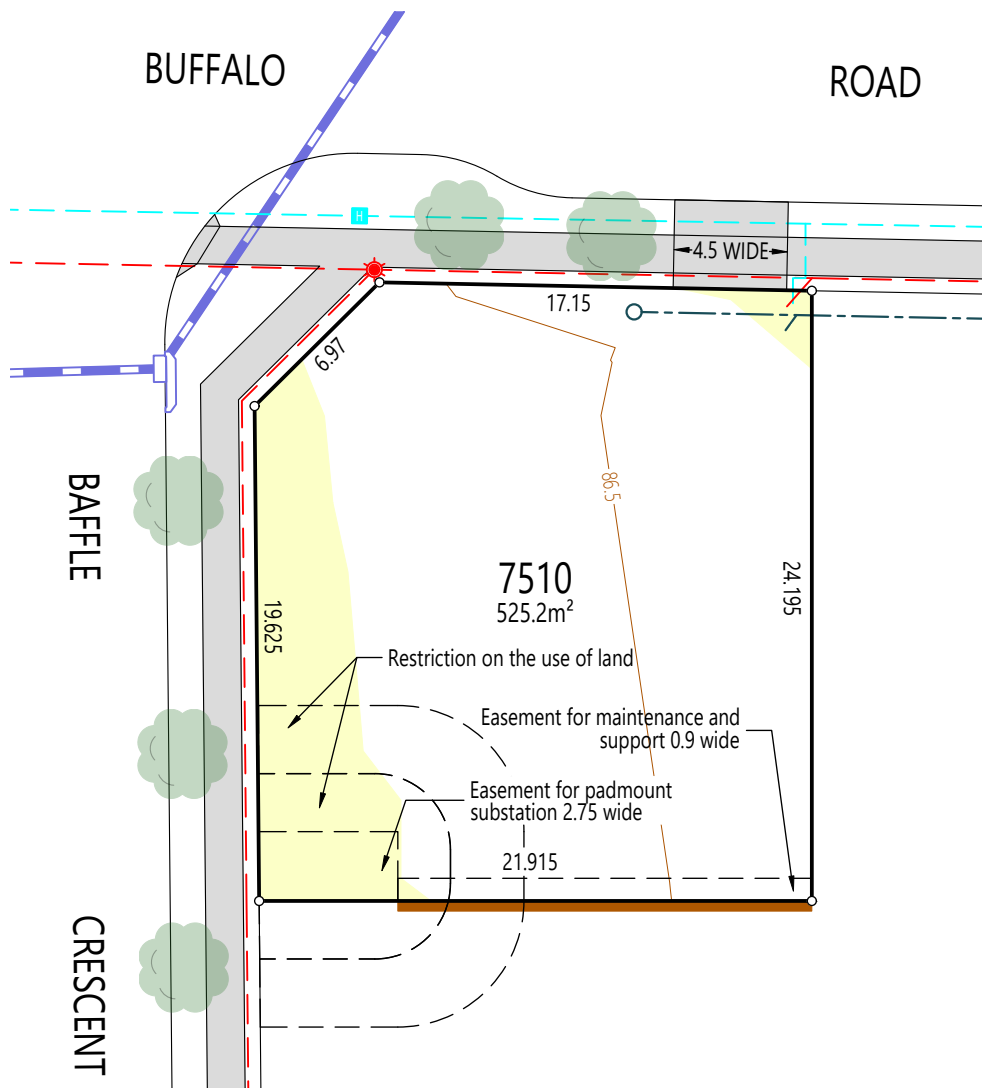 BUFFALO
ROAD
H
4.5 WIDE
17.15
6.97
86.5
BAFFLE
7510
525.2m²
24.195
19.625
Restriction on the use of land
Easement for maintenance and
support 0.9 wide
Easement for padmount
substation 2.75 wide
21.915
CRESCENT